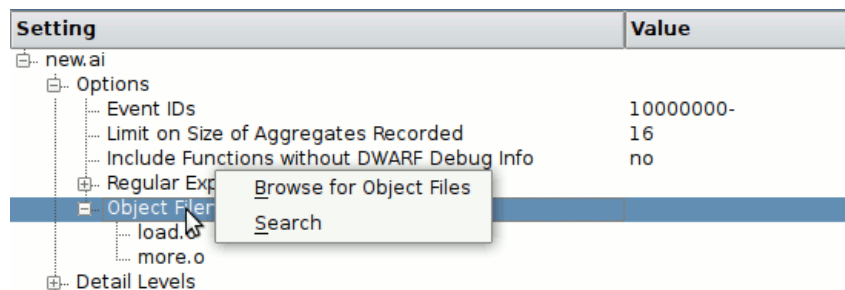 Setting Value
new.ai
Options
Event IDs 10000000-
Limit on Size of Aggregates Recorded 16
Include Functions without DWARF Debug Info no
Regular Exp
Browse for Object Files
Object Filen
Search
load.o
more.o
Detail Levels